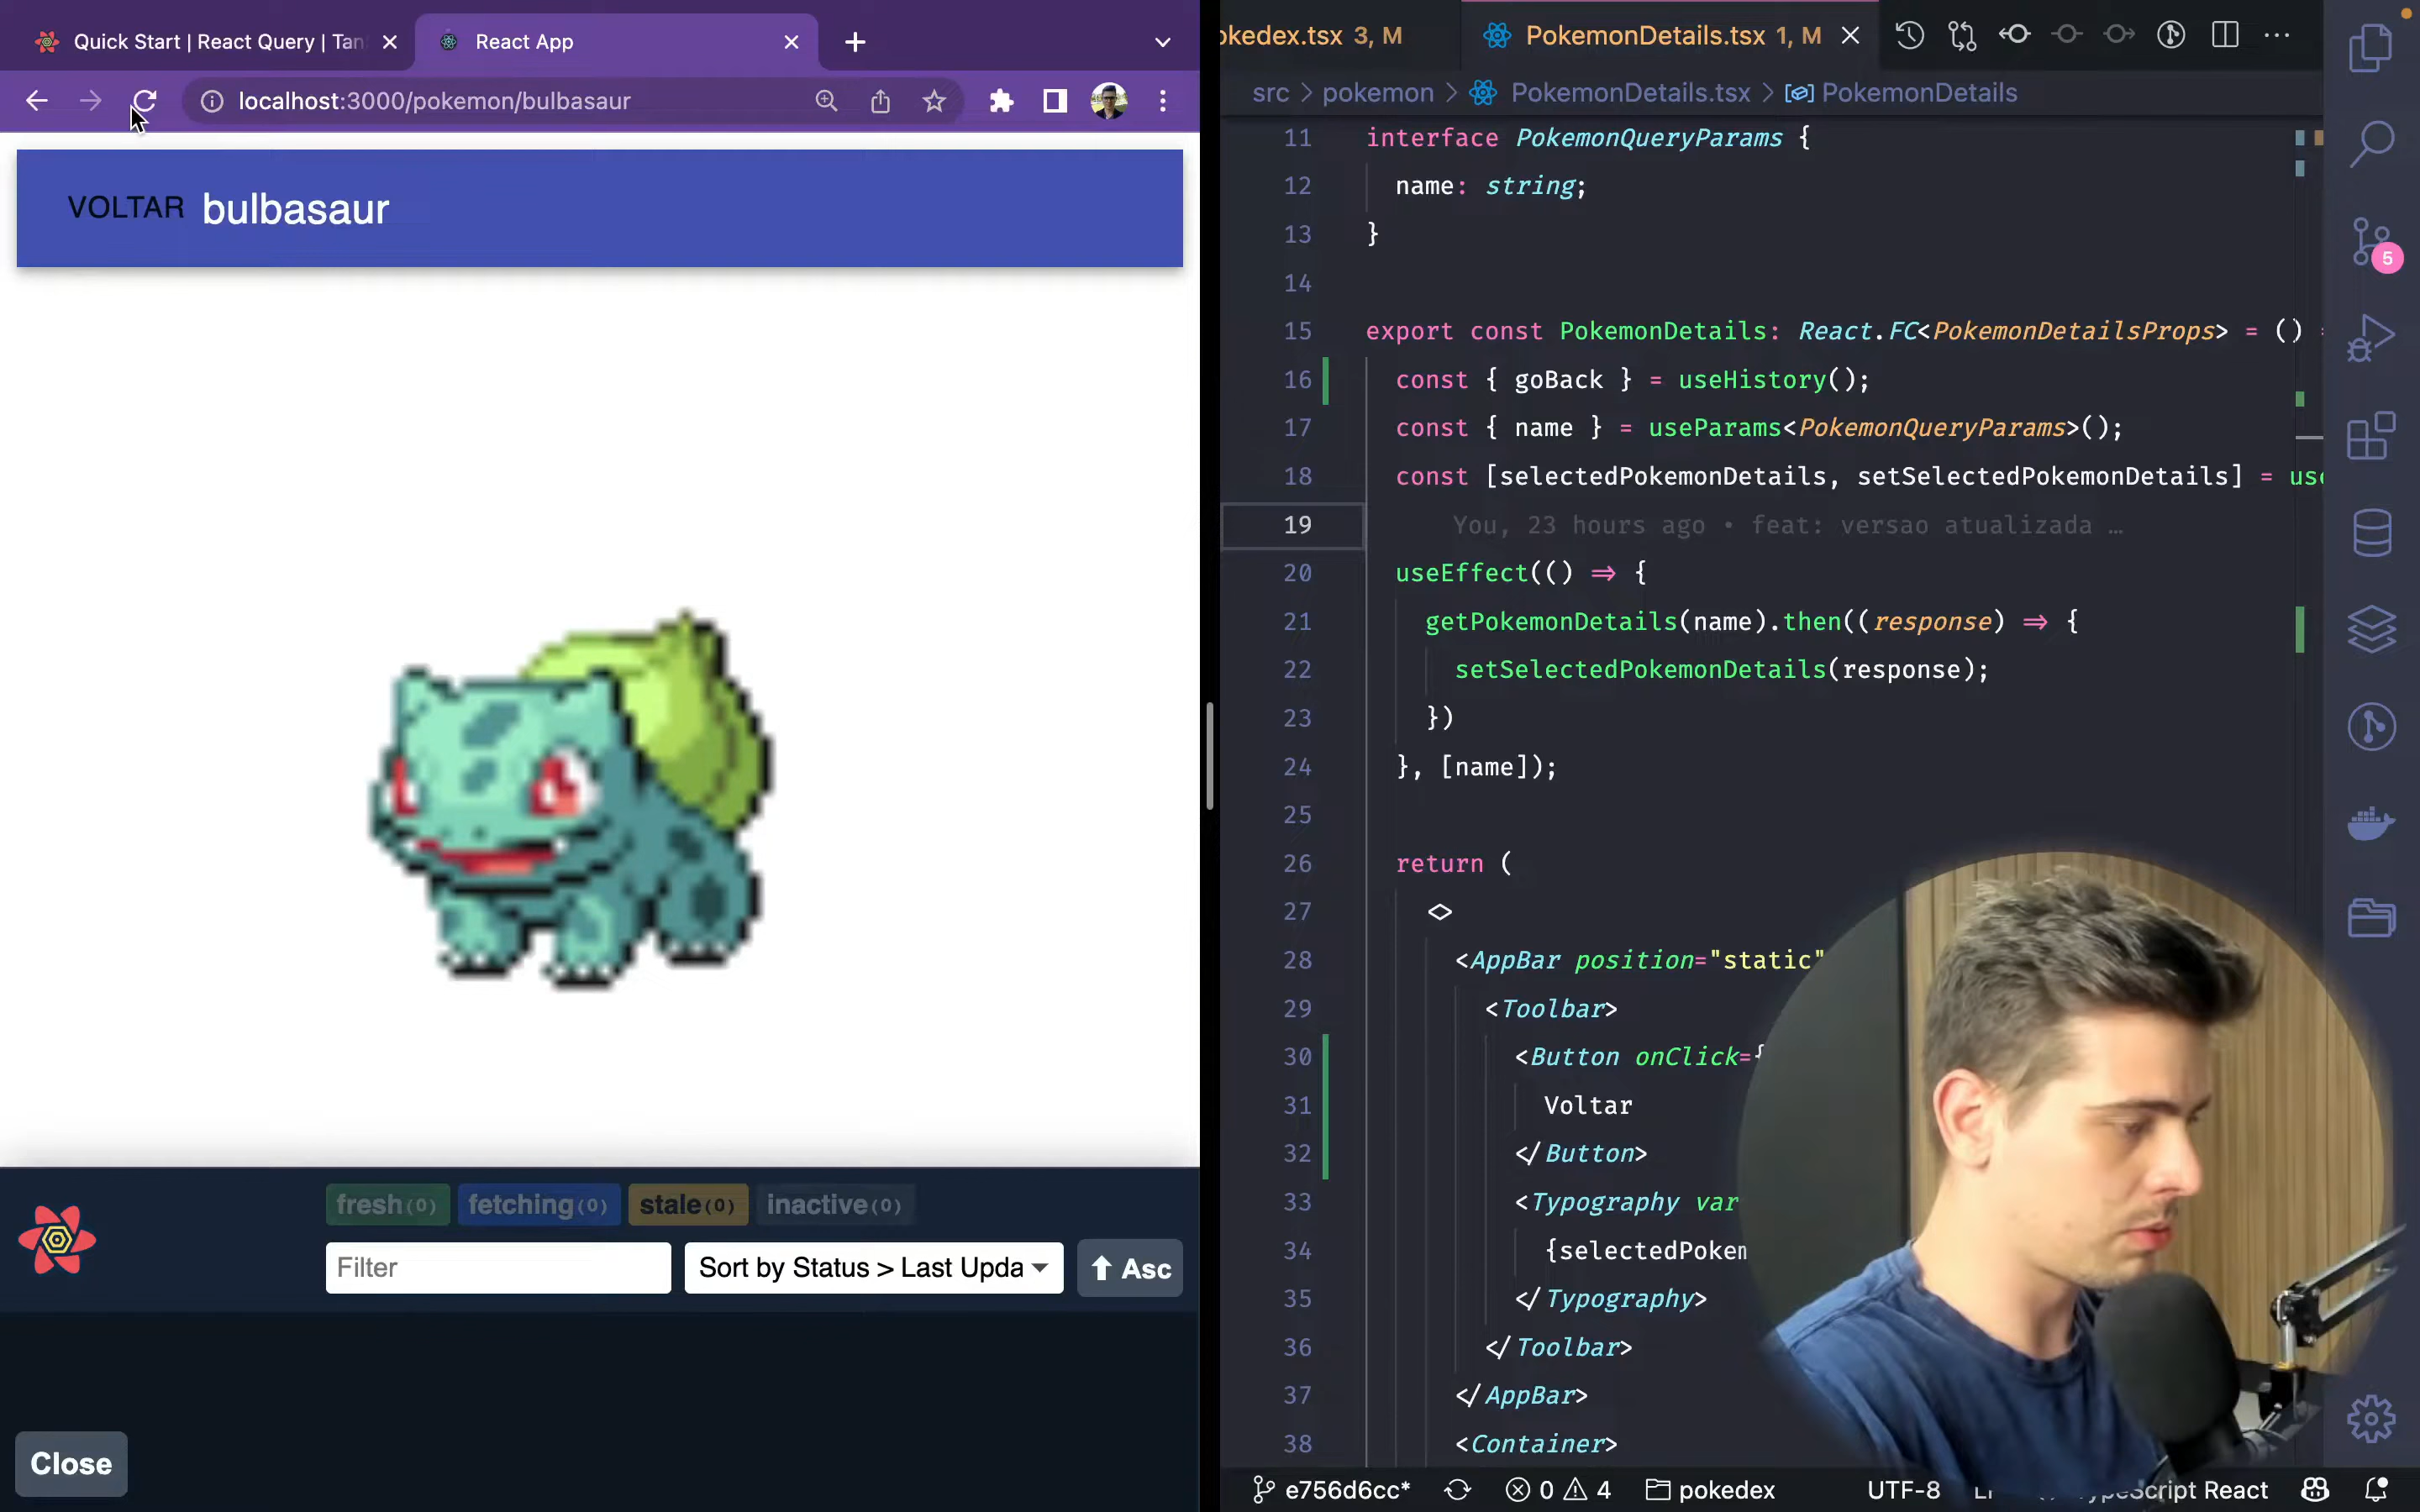 Quick Start | React Query | Tan
React App
localhost:3000/pokemon/bulbasaur
VOLTAR bulbasaur
fresh(0) fetching(0) stale(0) inactive(0)
Filter
Sort by Status > Last Upda
Asc
Close
okedex.tsx 3, M
PokemonDetails.tsx 1, M
src > pokemon > PokemonDetails.tsx > PokemonDetails
11 interface PokemonQueryParams {
12 name: string;
13 }
14
15 export const PokemonDetails: React.FC<PokemonDetailsProps> = ()
16 const { goBack } = useHistory();
17 const { name } = useParams<PokemonQueryParams>();
18 const [selectedPokemonDetails, setSelectedPokemonDetails] = use
19 You, 23 hours ago • feat: versao atualizada …
20 useEffect(() => {
21 getPokemonDetails(name).then((response) => {
22 setSelectedPokemonDetails(response);
23 })
24 }, [name]);
25
26 return (
27 <>
28 <AppBar position="static"
29 <Toolbar>
30 <Button onClick={
31 Voltar
32 </Button>
33 <Typography var
34 {selectedPokem
35 </Typography>
36 </Toolbar>
37 </AppBar>
38 <Container>
5
e756d6cc* 0 4 pokedex UTF-8 TypeScript React